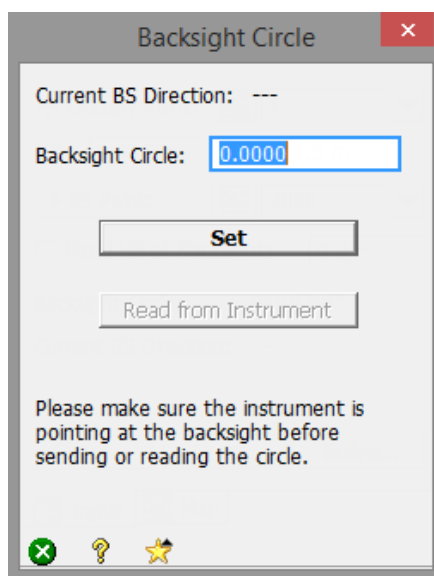 Backsight Circle
Current BS Direction: ---
Backsight Circle: 0.0000
Set
Read from Instrument
Please make sure the instrument is
pointing at the backsight before
sending or reading the circle.